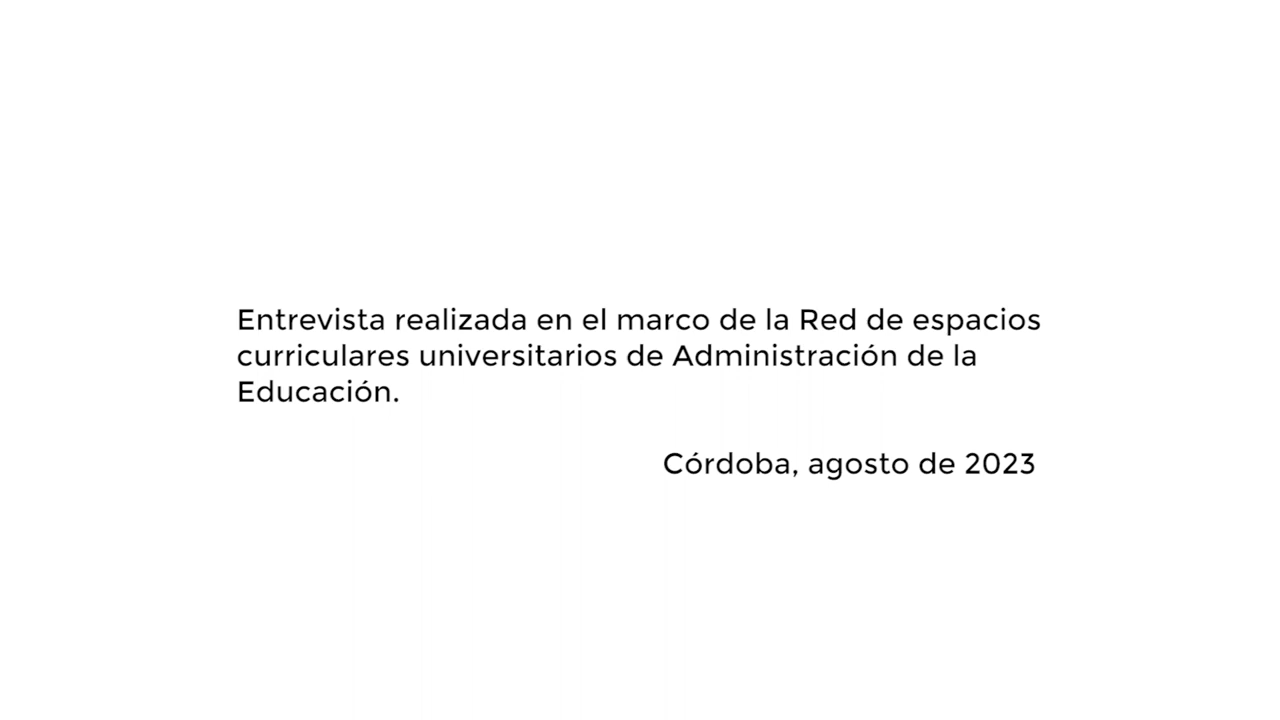 Entrevista realizada en el marco de la Red de espacios
curriculares universitarios de Administración de la
Educación.
Córdoba, agosto de 2023